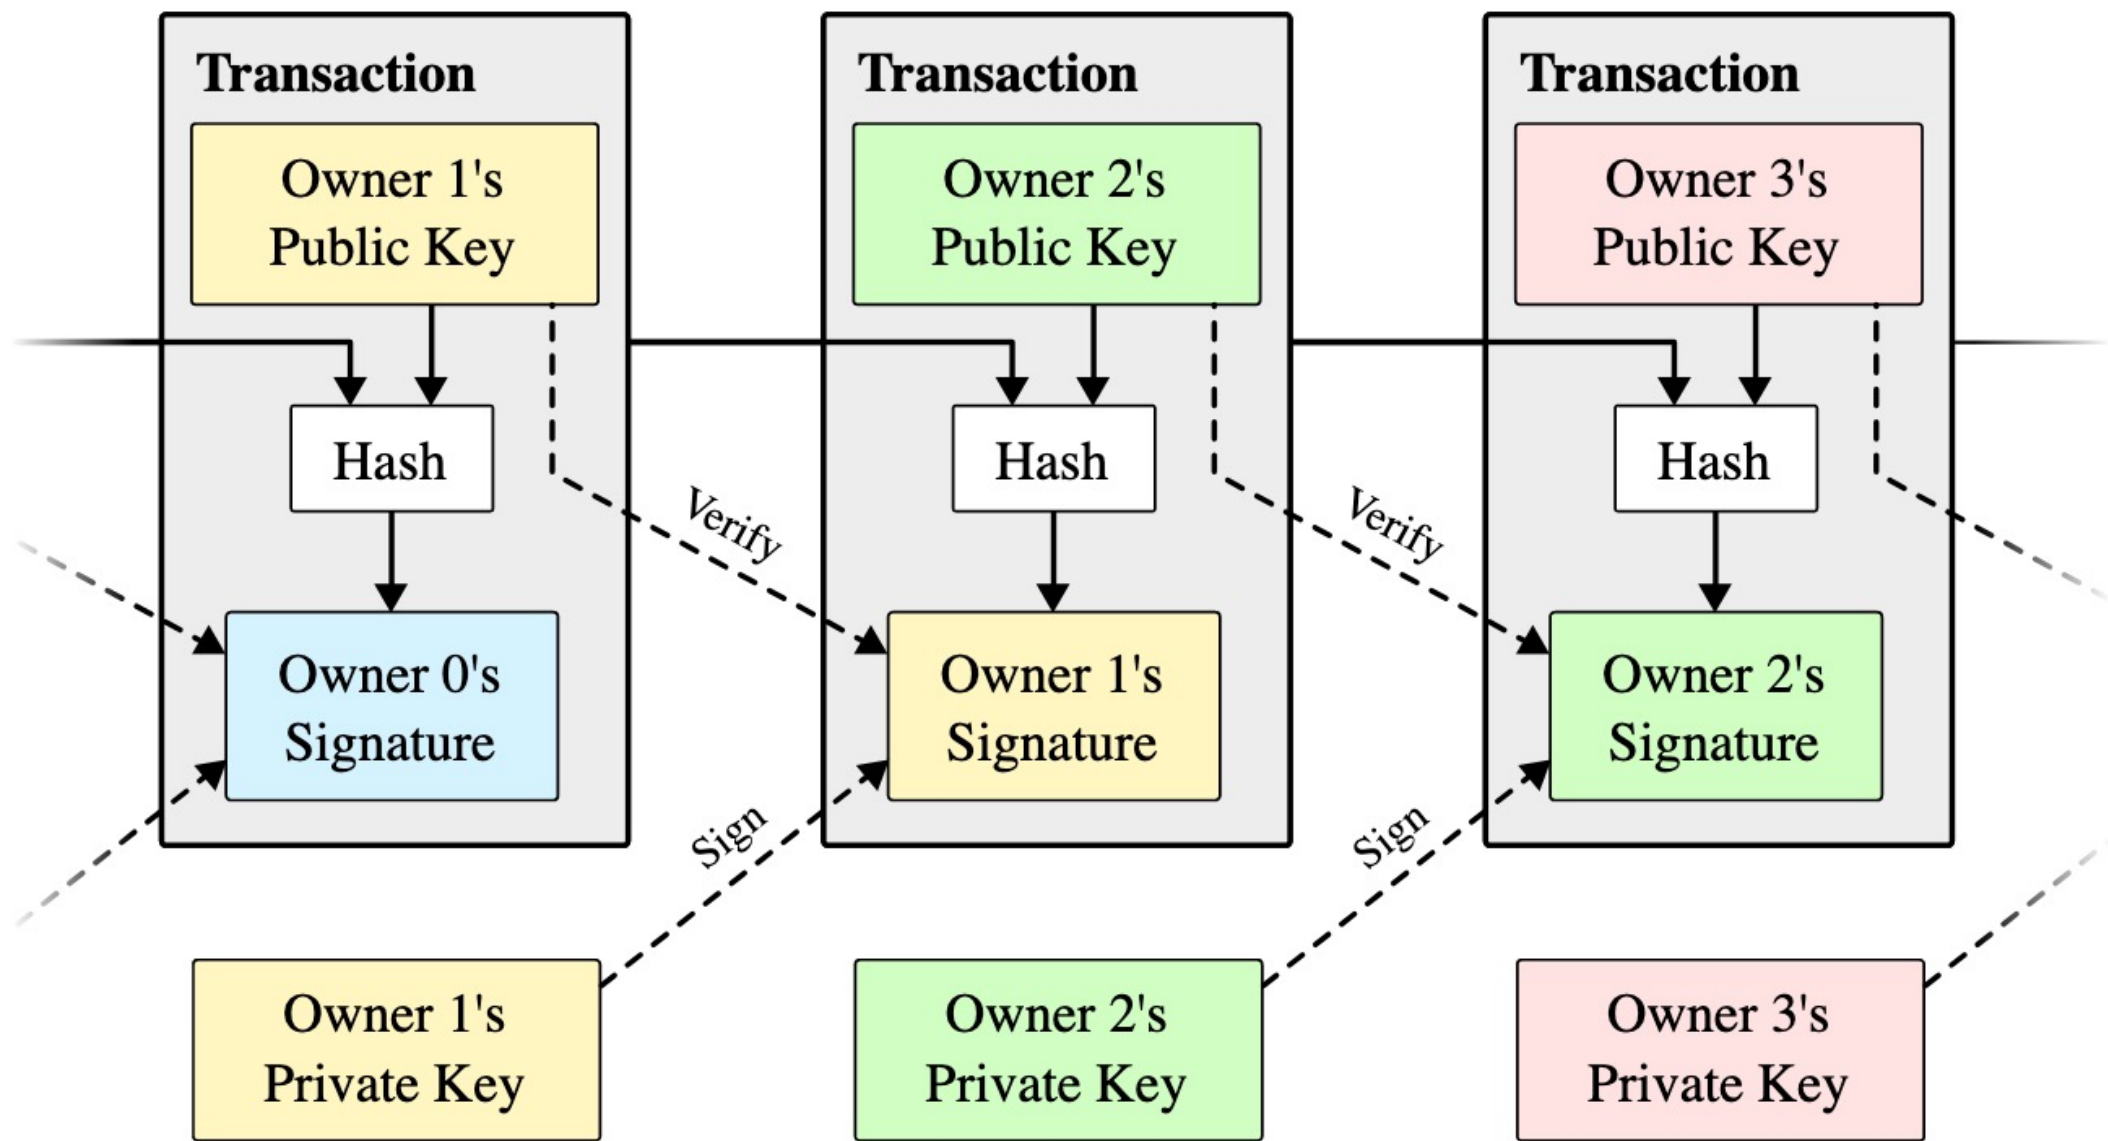 Transaction
Owner 1's
Public Key
Hash
Owner 0's
Signature
Transaction
Owner 2's
Public Key
Hash
Owner 1's
Signature
Transaction
Owner 3's
Public Key
Hash
Owner 2's
Signature
Verify
Verify
Sign
Sign
Owner 1's
Private Key
Owner 2's
Private Key
Owner 3's
Private Key